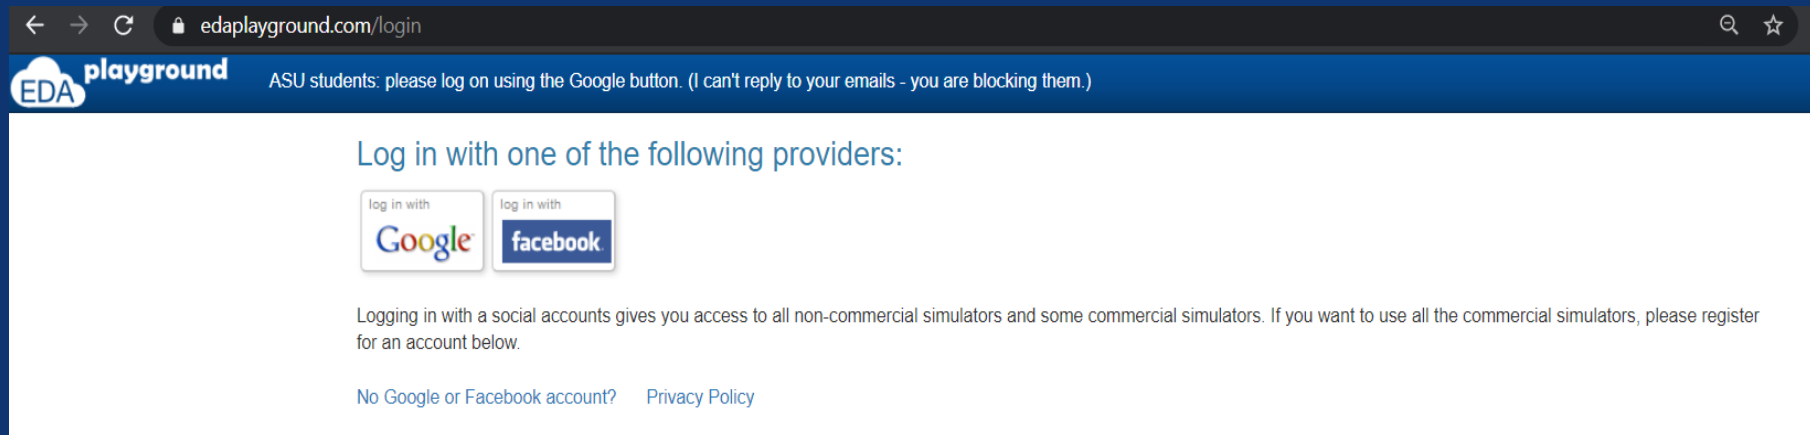 edaplayground.com/login
EDA playground
ASU students: please log on using the Google button. (I can't reply to your emails - you are blocking them.)
Log in with one of the following providers:
log in with
Google
log in with
facebook
Logging in with a social accounts gives you access to all non-commercial simulators and some commercial simulators. If you want to use all the commercial simulators, please register
for an account below.
No Google or Facebook account? Privacy Policy